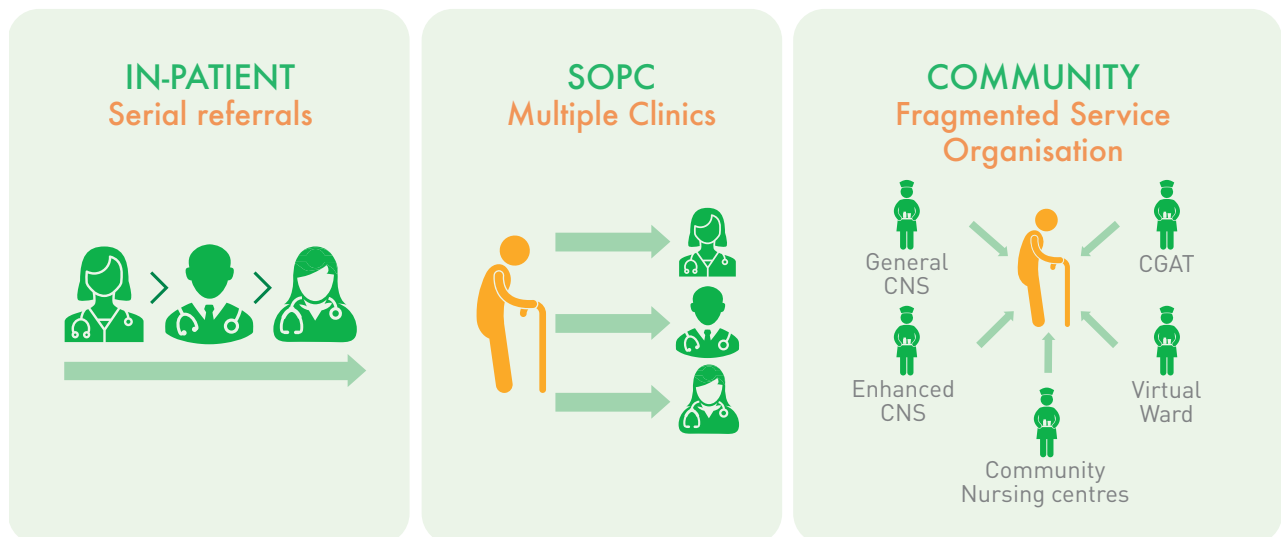 IN-PATIENT
Serial referrals
SOPC
Multiple Clinics
COMMUNITY
Fragmented Service
Organisation
General
CNS
CGAT
Enhanced
CNS
Virtual
Ward
Community
Nursing centres